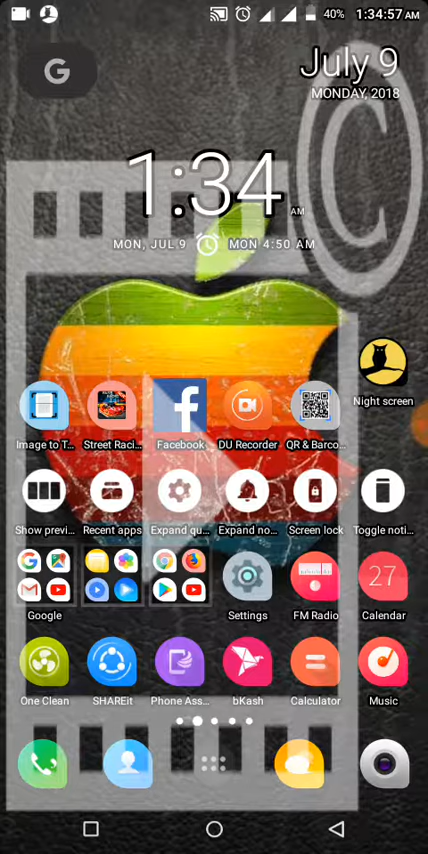 40% 1:34:57 AM
G
July 9
MONDAY, 2018
©
1:34 AM
MON, JUL 9 MON 4:50 AM
Night screen
Image to T... Street Raci... Facebook DU Recorder QR & Barco...
Show previ... Recent apps Expand qu... Expand no... Screen lock Toggle noti...
27
Google Settings FM Radio Calendar
One Clean SHAREit Phone Ass... bKash Calculator Music